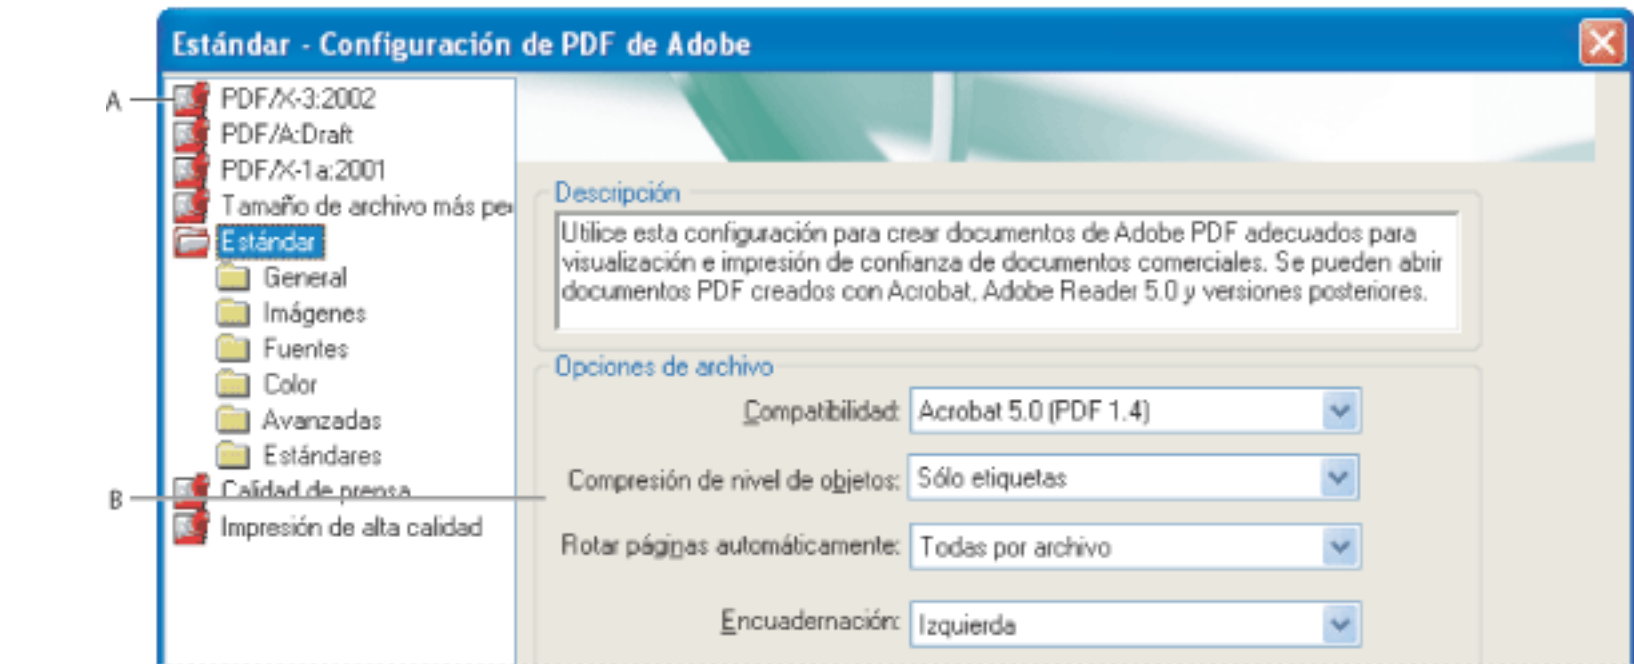 Estándar - Configuración de PDF de Adobe
A
PDF/X-3:2002
PDF/A:Draft
PDF/X-1a:2001
Tamaño de archivo más pe
Estándar
General
Imágenes
Fuentes
Color
Avanzadas
Estándares
B
Calidad de prensa
Impresión de alta calidad
Descripción
Utilice esta configuración para crear documentos de Adobe PDF adecuados para
visualización e impresión de confianza de documentos comerciales. Se pueden abrir
documentos PDF creados con Acrobat, Adobe Reader 5.0 y versiones posteriores.
Opciones de archivo
Compatibilidad: Acrobat 5.0 (PDF 1.4)
Compresión de nivel de objetos: Sólo etiquetas
Rotar páginas automáticamente: Todas por archivo
Encuadernación: Izquierda